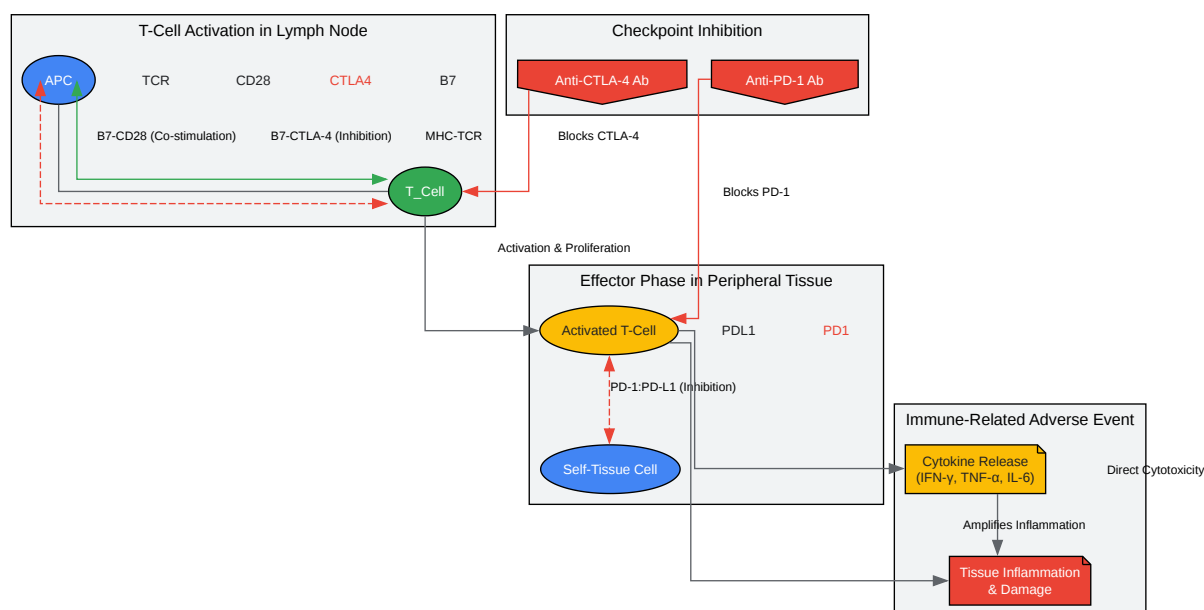 T-Cell Activation in Lymph Node
APC
TCR
CD28
CTLA4
B7
B7-CD28 (Co-stimulation)
B7-CTLA-4 (Inhibition)
MHC-TCR
T_Cell
Checkpoint Inhibition
Anti-CTLA-4 Ab
Anti-PD-1 Ab
Blocks CTLA-4
Blocks PD-1
Activation & Proliferation
Effector Phase in Peripheral Tissue
Activated T-Cell
PDL1
PD1
PD-1:PD-L1 (Inhibition)
Self-Tissue Cell
Immune-Related Adverse Event
Cytokine Release
(IFN-γ, TNF-α, IL-6)
Direct Cytotoxicity
Amplifies Inflammation
Tissue Inflammation
& Damage